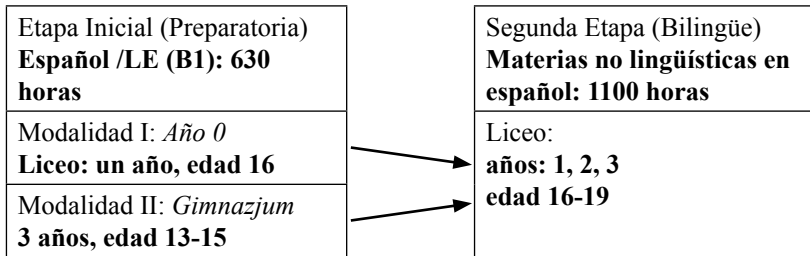 Etapa Inicial (Preparatoria)
Español /LE (B1): 630
horas
Modalidad I: Año 0
Liceo: un año, edad 16
Modalidad II: Gimnazjum
3 años, edad 13-15
Segunda Etapa (Bilingüe)
Materias no lingüísticas en
español: 1100 horas
Liceo:
años: 1, 2, 3
edad 16-19